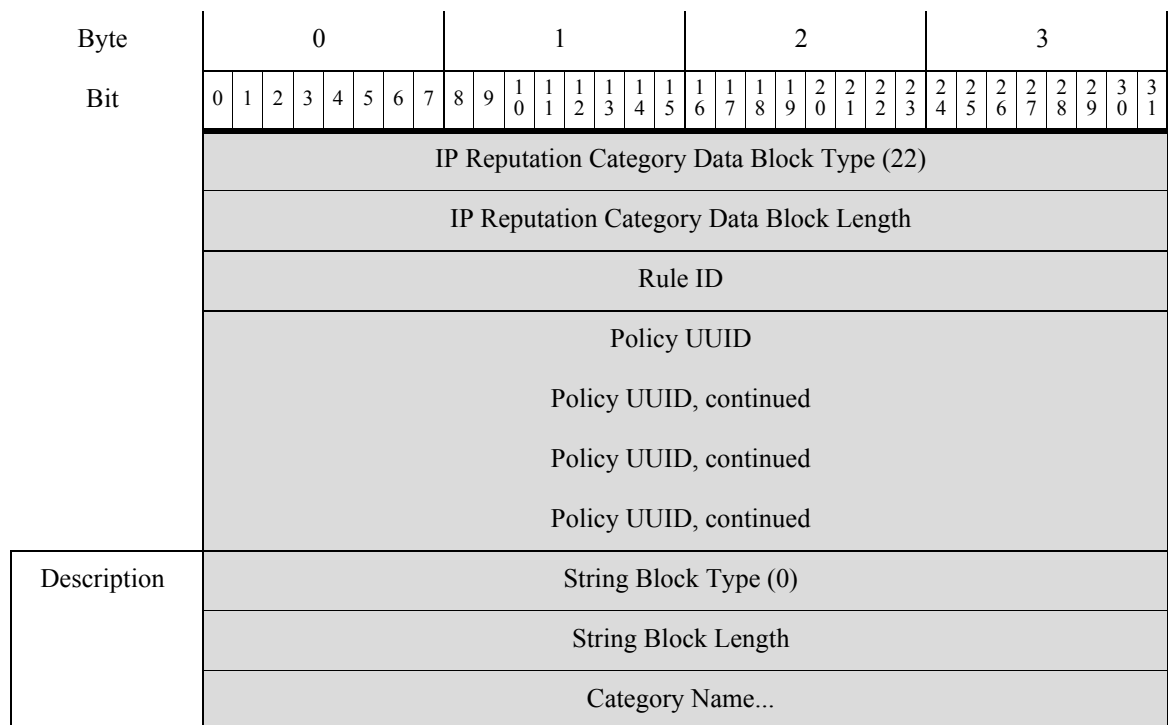 Byte 0 1 2 3
Bit 0 1 2 3 4 5 6 7 8 9 10 11 12 13 14 15 16 17 18 19 20 21 22 23 24 25 26 27 28 29 30 31
IP Reputation Category Data Block Type (22)
IP Reputation Category Data Block Length
Rule ID
Policy UUID
Policy UUID, continued
Policy UUID, continued
Policy UUID, continued
Description String Block Type (0)
String Block Length
Category Name...